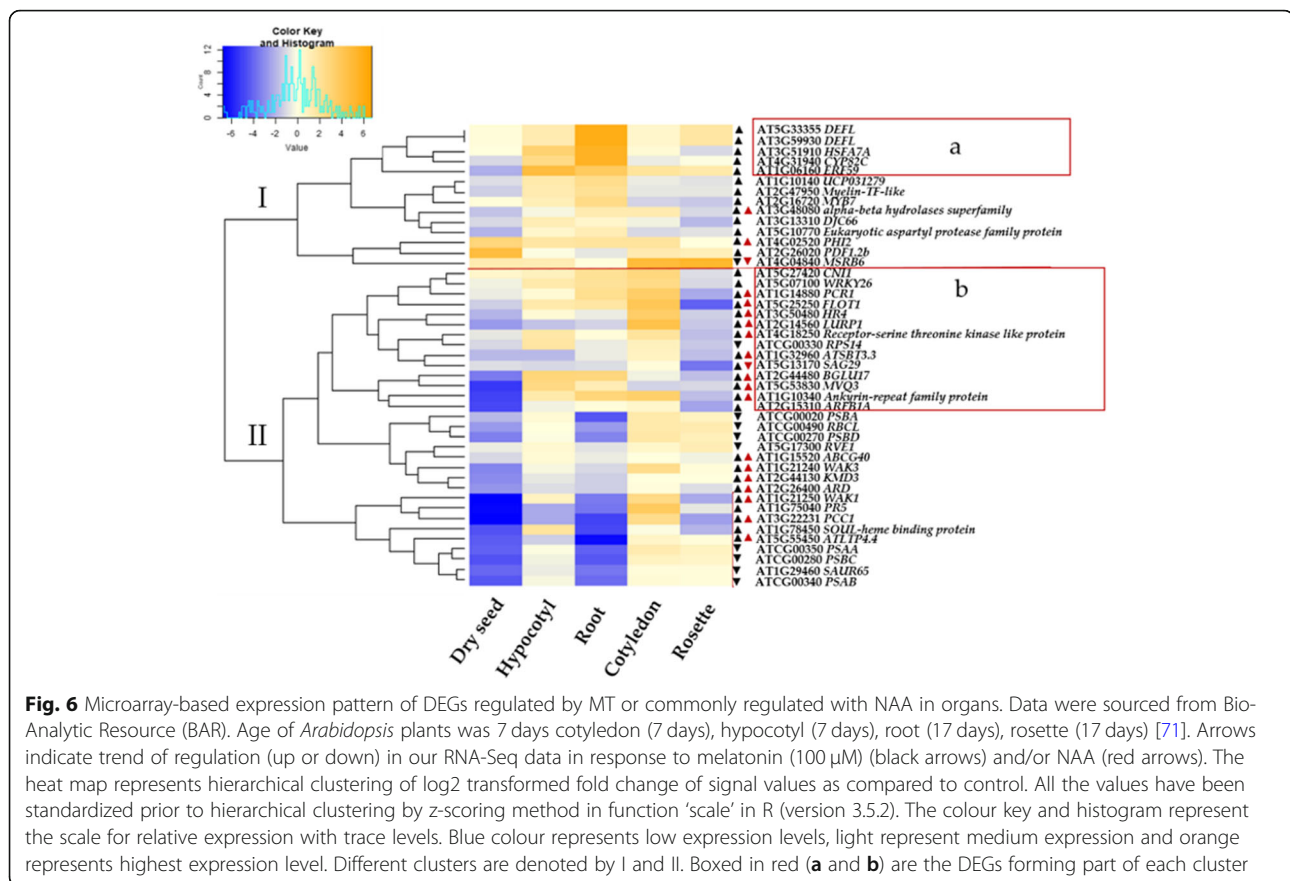 Color Key
and Histogram
Count
0 4 8 12
-6 -4 -2 0 2 4 6
Value
I
II
a
b
AT5G33355 DEFL
AT3G59930 DEFL
AT3G51910 HSFA7A
AT4G31940 CYP82C
AT1G06160 ERF59
AT1G10140 UCP031279
AT2G47950 Myelin-TF-like
AT2G16720 MYB7
AT3G48080 alpha-beta hydrolases superfamily
AT3G13310 DJC66
AT5G10770 Eukaryotic aspartyl protease family protein
AT4G02520 PHI2
AT2G26020 PDF1.2b
AT4G04840 MSRB6
AT5G27420 CNI1
AT5G07100 WRKY26
AT1G14880 PCR1
AT5G25250 FLOT1
AT3G50480 HR4
AT2G14560 LURP1
AT4G18250 Receptor-serine threonine kinase like protein
ATCG00330 RPS14
AT1G32960 ATSBT3.3
AT5G13170 SAG29
AT2G44480 BGLU17
AT5G53830 MVQ3
AT1G10340 Ankyrin-repeat family protein
AT2G15310 ARFB1A
ATCG00020 PSBA
ATCG00490 RBCL
ATCG00270 PSBD
AT5G17300 RVE1
AT1G15520 ABCG40
AT1G21240 WAK3
AT2G44130 KMD3
AT2G26400 ARD
AT1G21250 WAK1
AT1G75040 PR5
AT3G22231 PCC1
AT1G78450 SOUL-heme binding protein
AT5G55450 ATLTP4.4
ATCG00350 PSAA
ATCG00280 PSBC
AT1G29460 SAUR65
ATCG00340 PSAB
Dry seed
Hypocotyl
Root
Cotyledon
Rosette
Fig. 6 Microarray-based expression pattern of DEGs regulated by MT or commonly regulated with NAA in organs. Data were sourced from Bio-
Analytic Resource (BAR). Age of Arabidopsis plants was 7 days cotyledon (7 days), hypocotyl (7 days), root (17 days), rosette (17 days) [71]. Arrows
indicate trend of regulation (up or down) in our RNA-Seq data in response to melatonin (100 μM) (black arrows) and/or NAA (red arrows). The
heat map represents hierarchical clustering of log2 transformed fold change of signal values as compared to control. All the values have been
standardized prior to hierarchical clustering by z-scoring method in function 'scale' in R (version 3.5.2). The colour key and histogram represent
the scale for relative expression with trace levels. Blue colour represents low expression levels, light represent medium expression and orange
represents highest expression level. Different clusters are denoted by I and II. Boxed in red (a and b) are the DEGs forming part of each cluster